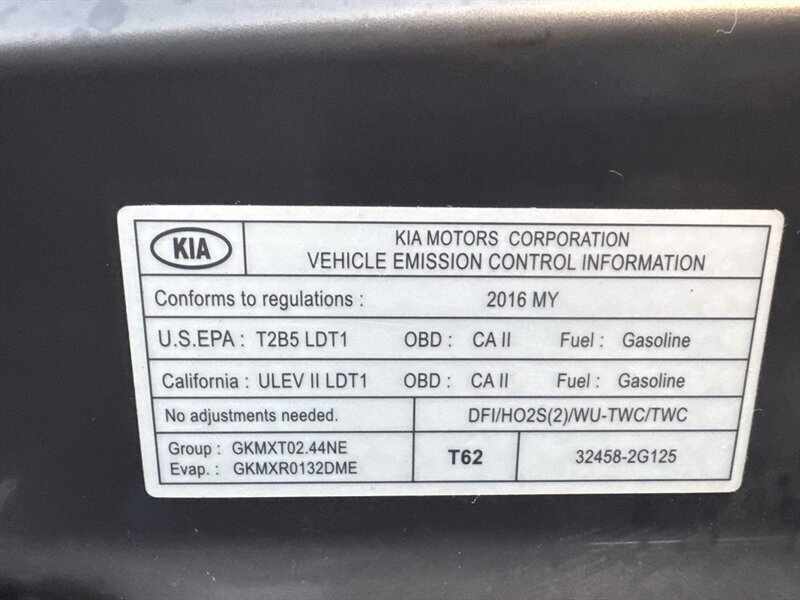 KIA
KIA MOTORS CORPORATION
VEHICLE EMISSION CONTROL INFORMATION
Conforms to regulations : 2016 MY
U.S.EPA : T2B5 LDT1 OBD : CA II Fuel : Gasoline
California : ULEV II LDT1 OBD : CA II Fuel : Gasoline
No adjustments needed. DFI/HO2S(2)/WU-TWC/TWC
Group : GKMXT02.44NE
Evap. : GKMXR0132DME
T62
32458-2G125